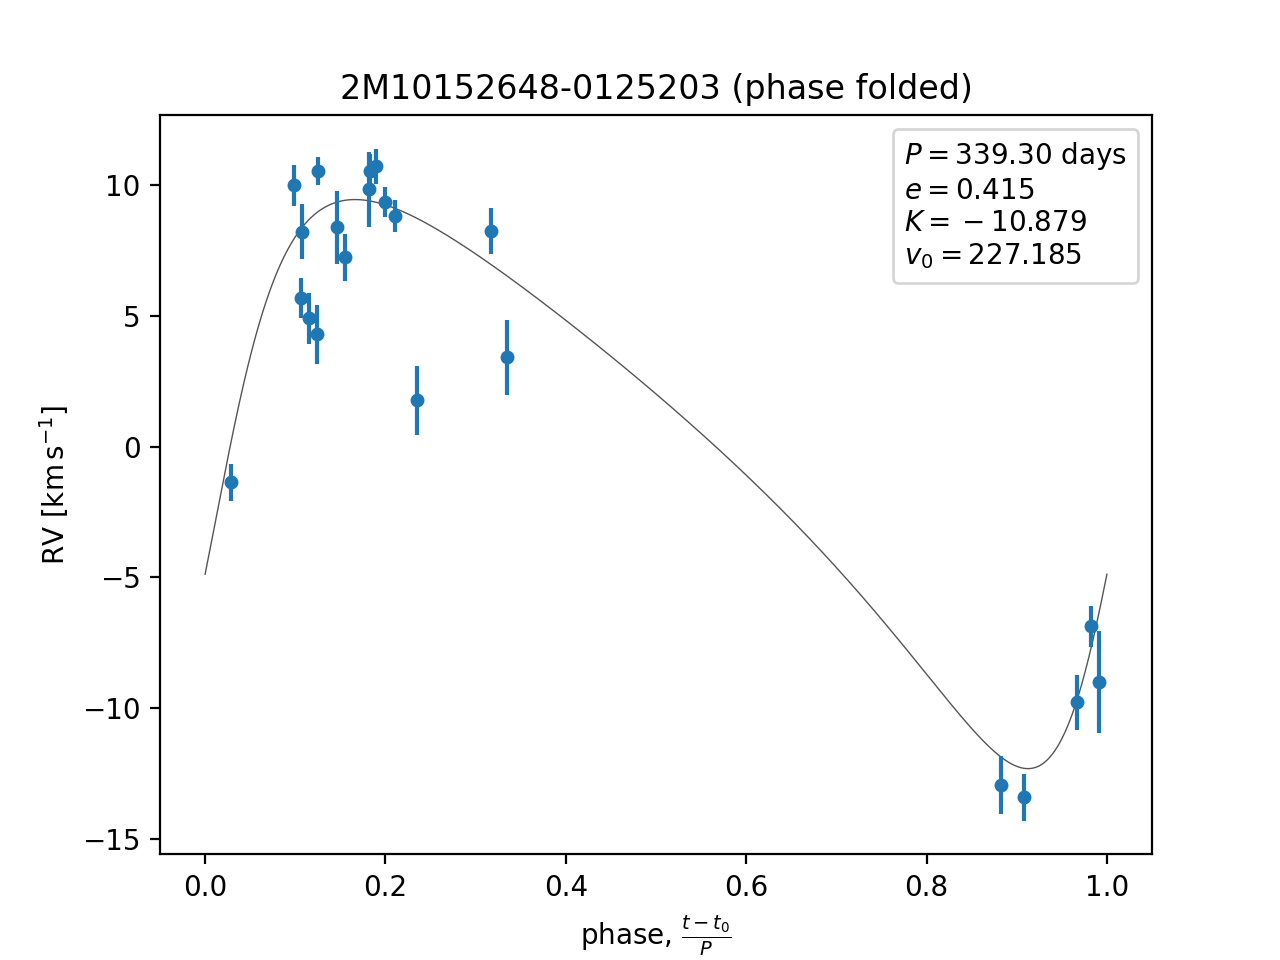 2M10152648-0125203 (phase folded)
P = 339.30 days
e = 0.415
K = −10.879
v₀ = 227.185
10
5
0
−5
−10
−15
RV [km s⁻¹]
0.0 0.2 0.4 0.6 0.8 1.0
phase, (t − t₀)/P